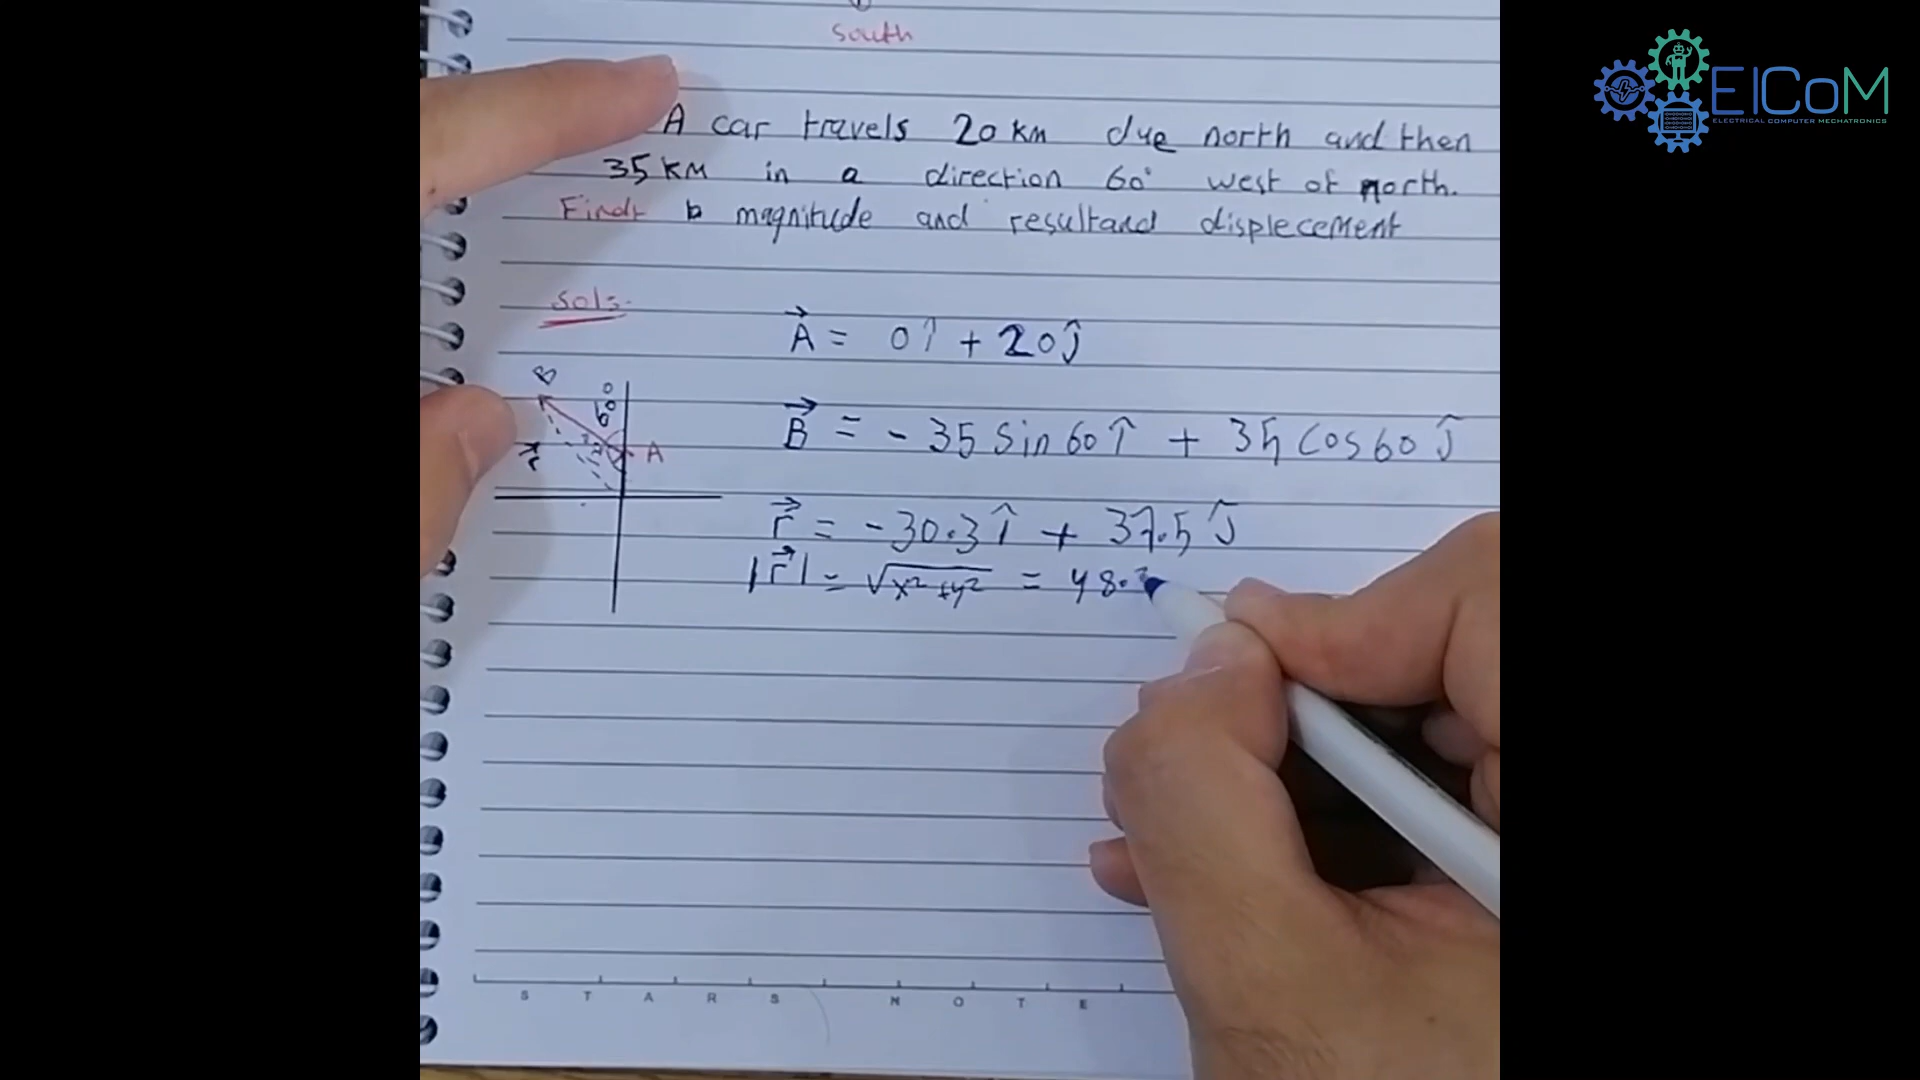 south
EICoM
ELECTRICAL COMPUTER MECHATRONICS
A car travels 20 km due north and then
35 KM in a direction 60° west of north.
Find magnitude and resultand displecement
Sol:
A⃗ = 0î + 20ĵ
B 60°
B⃗ = - 35 sin 60 î + 35 cos 60 ĵ
r⃗ A
r⃗ = -30.3 î + 37.5 ĵ
|r⃗| = √x²+y² = 48.
S T A R S N O T E